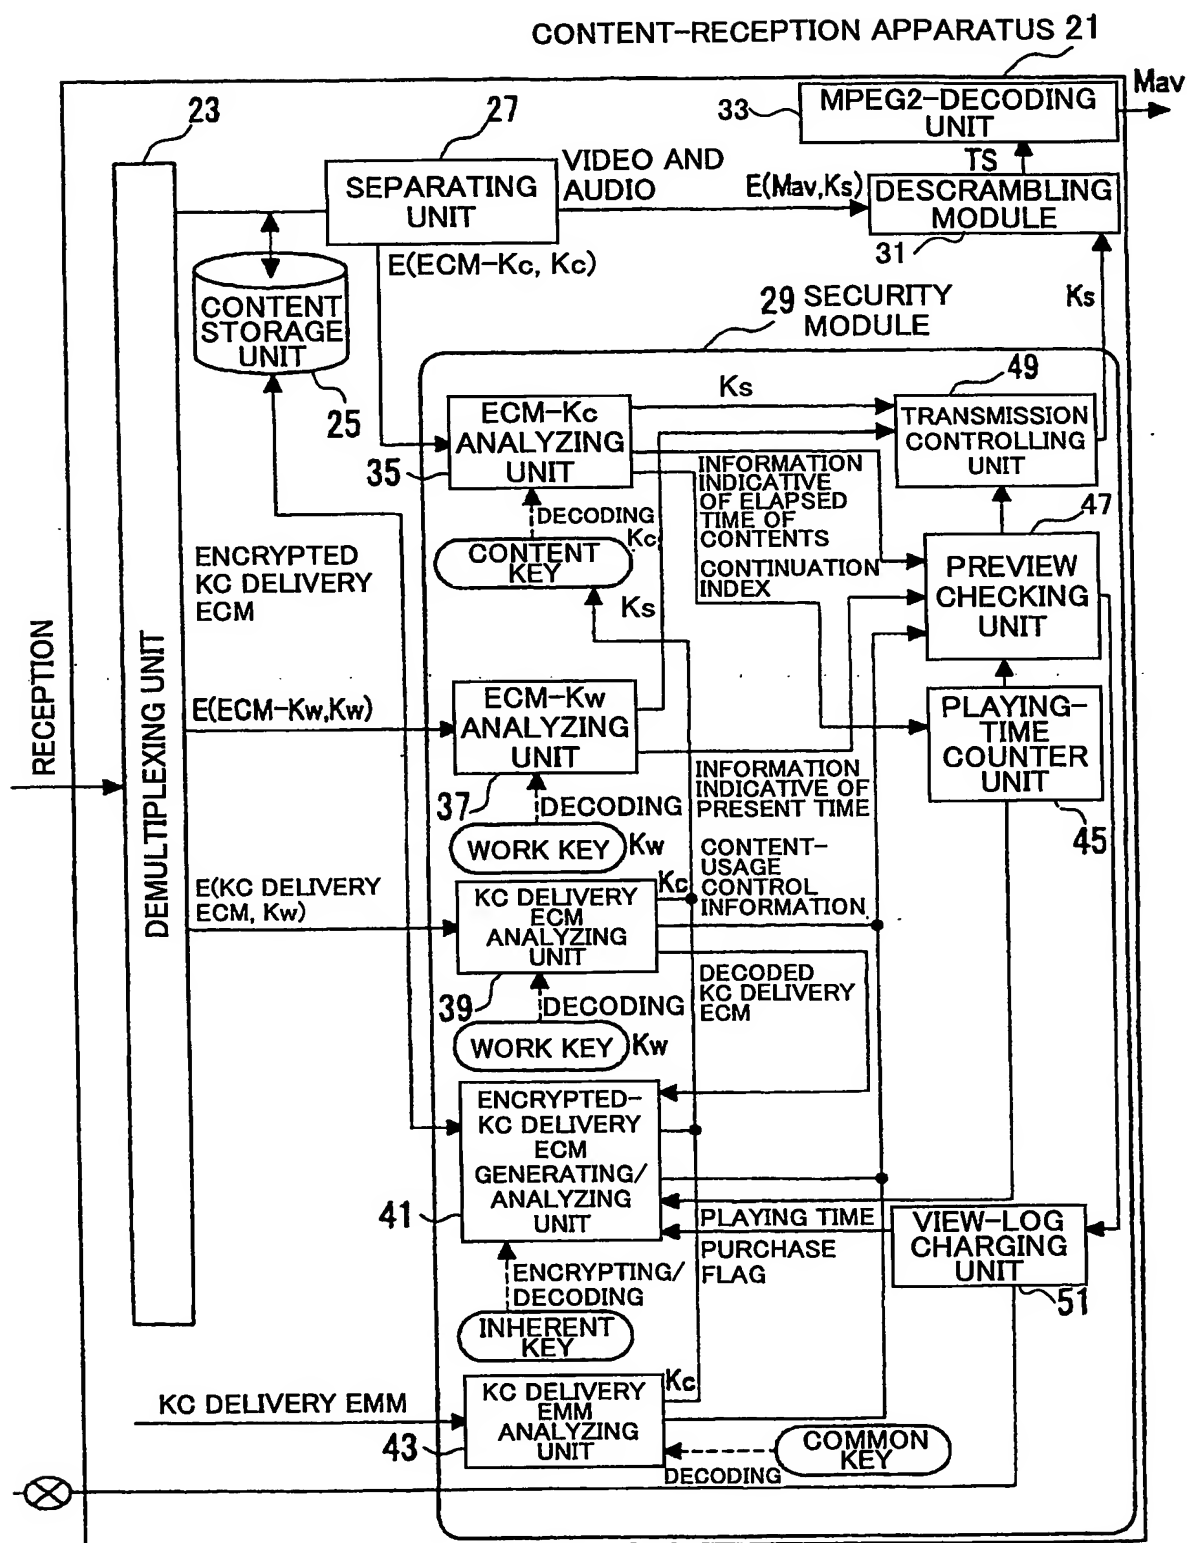 CONTENT-RECEPTION APPARATUS 21
Mav
33
MPEG2-DECODING
UNIT
23
27
TS
SEPARATING
UNIT
VIDEO AND
AUDIO
E(Mav,Ks)
DESCRAMBLING
MODULE
31
E(ECM-Kc, Kc)
Ks
CONTENT
STORAGE
UNIT
25
29 SECURITY
MODULE
ECM-Kc
ANALYZING
UNIT
35
Ks
49
TRANSMISSION
CONTROLLING
UNIT
INFORMATION
INDICATIVE
OF ELAPSED
TIME OF
CONTENTS
CONTINUATION
INDEX
DECODING
Kc
CONTENT
KEY
47
PREVIEW
CHECKING
UNIT
ENCRYPTED
KC DELIVERY
ECM
Ks
RECEPTION
DEMULTIPLEXING UNIT
E(ECM-Kw,Kw)
ECM-Kw
ANALYZING
UNIT
37
PLAYING-
TIME
COUNTER
UNIT
45
INFORMATION
INDICATIVE OF
PRESENT TIME
DECODING
WORK KEY
Kw
CONTENT-
USAGE
CONTROL
INFORMATION
E(KC DELIVERY
ECM, Kw)
KC DELIVERY
ECM
ANALYZING
UNIT
Kc
39
DECODED
KC DELIVERY
ECM
DECODING
WORK KEY
Kw
ENCRYPTED-
KC DELIVERY
ECM
GENERATING/
ANALYZING
UNIT
41
PLAYING TIME
PURCHASE
FLAG
VIEW-LOG
CHARGING
UNIT
51
ENCRYPTING/
DECODING
INHERENT
KEY
KC DELIVERY EMM
KC DELIVERY
EMM
ANALYZING
UNIT
43
Kc
COMMON
KEY
DECODING